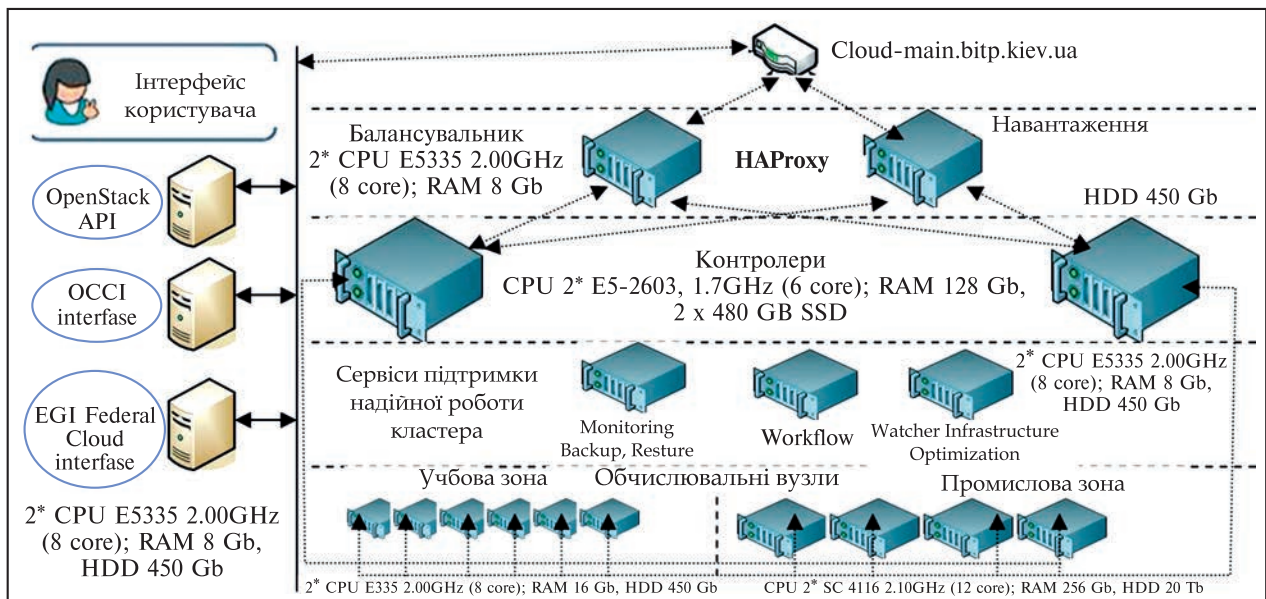 Інтерфейс
користувача
OpenStack
API
OCCI
interfase
EGI Federal
Cloud
interfase
2* CPU E5335 2.00GHz
(8 core); RAM 8 Gb,
HDD 450 Gb
Cloud-main.bitp.kiev.ua
Балансувальник
2* CPU E5335 2.00GHz
(8 core); RAM 8 Gb
HAProxy
Навантаження
HDD 450 Gb
Контролери
CPU 2* E5-2603, 1.7GHz (6 core); RAM 128 Gb,
2 x 480 GB SSD
Сервіси підтримки
надійної роботи
кластера
Monitoring
Backup, Resture
Workflow
Watcher Infrastructure
Optimization
2* CPU E5335 2.00GHz
(8 core); RAM 8 Gb,
HDD 450 Gb
Учбова зона
Обчислювальні вузли
Промислова зона
2* CPU E335 2.00GHz (8 core); RAM 16 Gb, HDD 450 Gb
CPU 2* SC 4116 2.10GHz (12 core); RAM 256 Gb, HDD 20 Tb